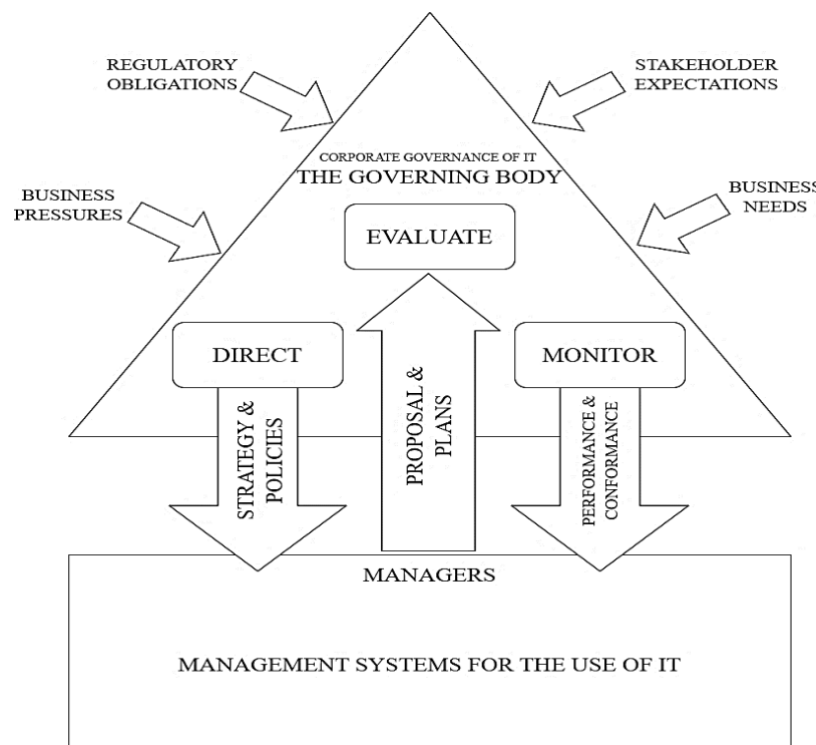 REGULATORY
OBLIGATIONS
STAKEHOLDER
EXPECTATIONS
CORPORATE GOVERNANCE OF IT
THE GOVERNING BODY
BUSINESS
PRESSURES
BUSINESS
NEEDS
EVALUATE
DIRECT
MONITOR
STRATEGY &
POLICIES
PROPOSAL &
PLANS
PERFORMANCE &
CONFORMANCE
MANAGERS
MANAGEMENT SYSTEMS FOR THE USE OF IT